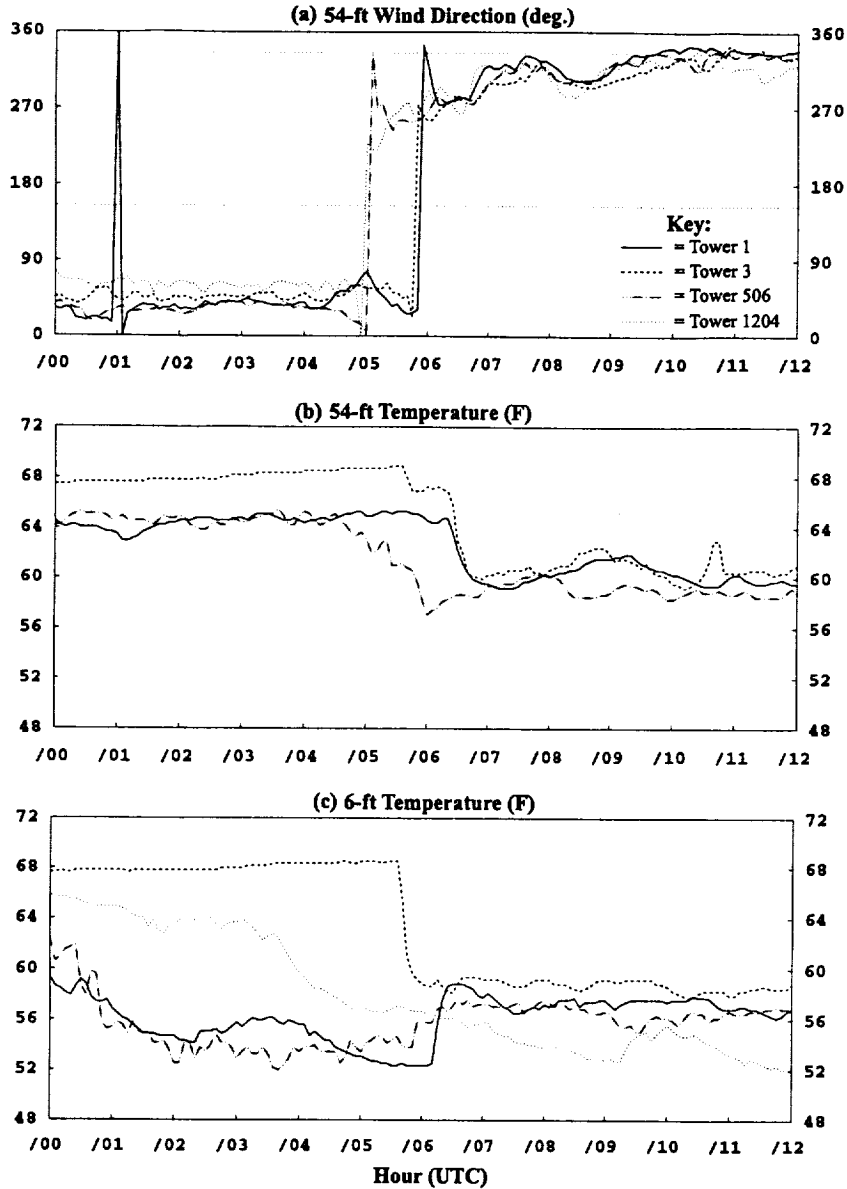 (a) 54-ft Wind Direction (deg.)
360 360
270 270
180 180
90 90
0 0
Key:
= Tower 1
= Tower 3
= Tower 506
= Tower 1204
/00 /01 /02 /03 /04 /05 /06 /07 /08 /09 /10 /11 /12
(b) 54-ft Temperature (F)
72 72
68 68
64 64
60 60
56 56
52 52
48 48
/00 /01 /02 /03 /04 /05 /06 /07 /08 /09 /10 /11 /12
(c) 6-ft Temperature (F)
72 72
68 68
64 64
60 60
56 56
52 52
48 48
/00 /01 /02 /03 /04 /05 /06 /07 /08 /09 /10 /11 /12
Hour (UTC)